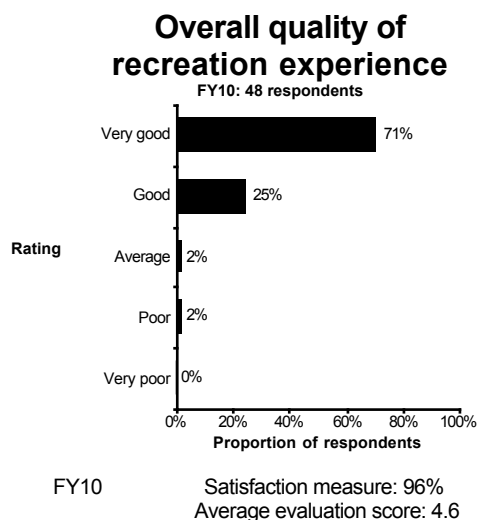 Overall quality of
recreation experience
FY10: 48 respondents
Very good
71%
Good
25%
Rating
Average
2%
Poor
2%
Very poor
0%
0% 20% 40% 60% 80% 100%
Proportion of respondents
FY10 Satisfaction measure: 96%
Average evaluation score: 4.6